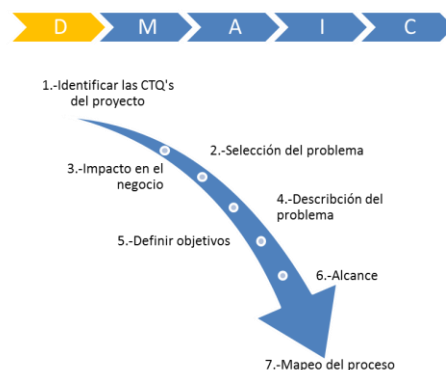 D M A I C
1.-Identificar las CTQ's
del proyecto
2.-Selección del problema
3.-Impacto en el
negocio
4.-Describción del
problema
5.-Definir objetivos
6.-Alcance
7.-Mapeo del proceso